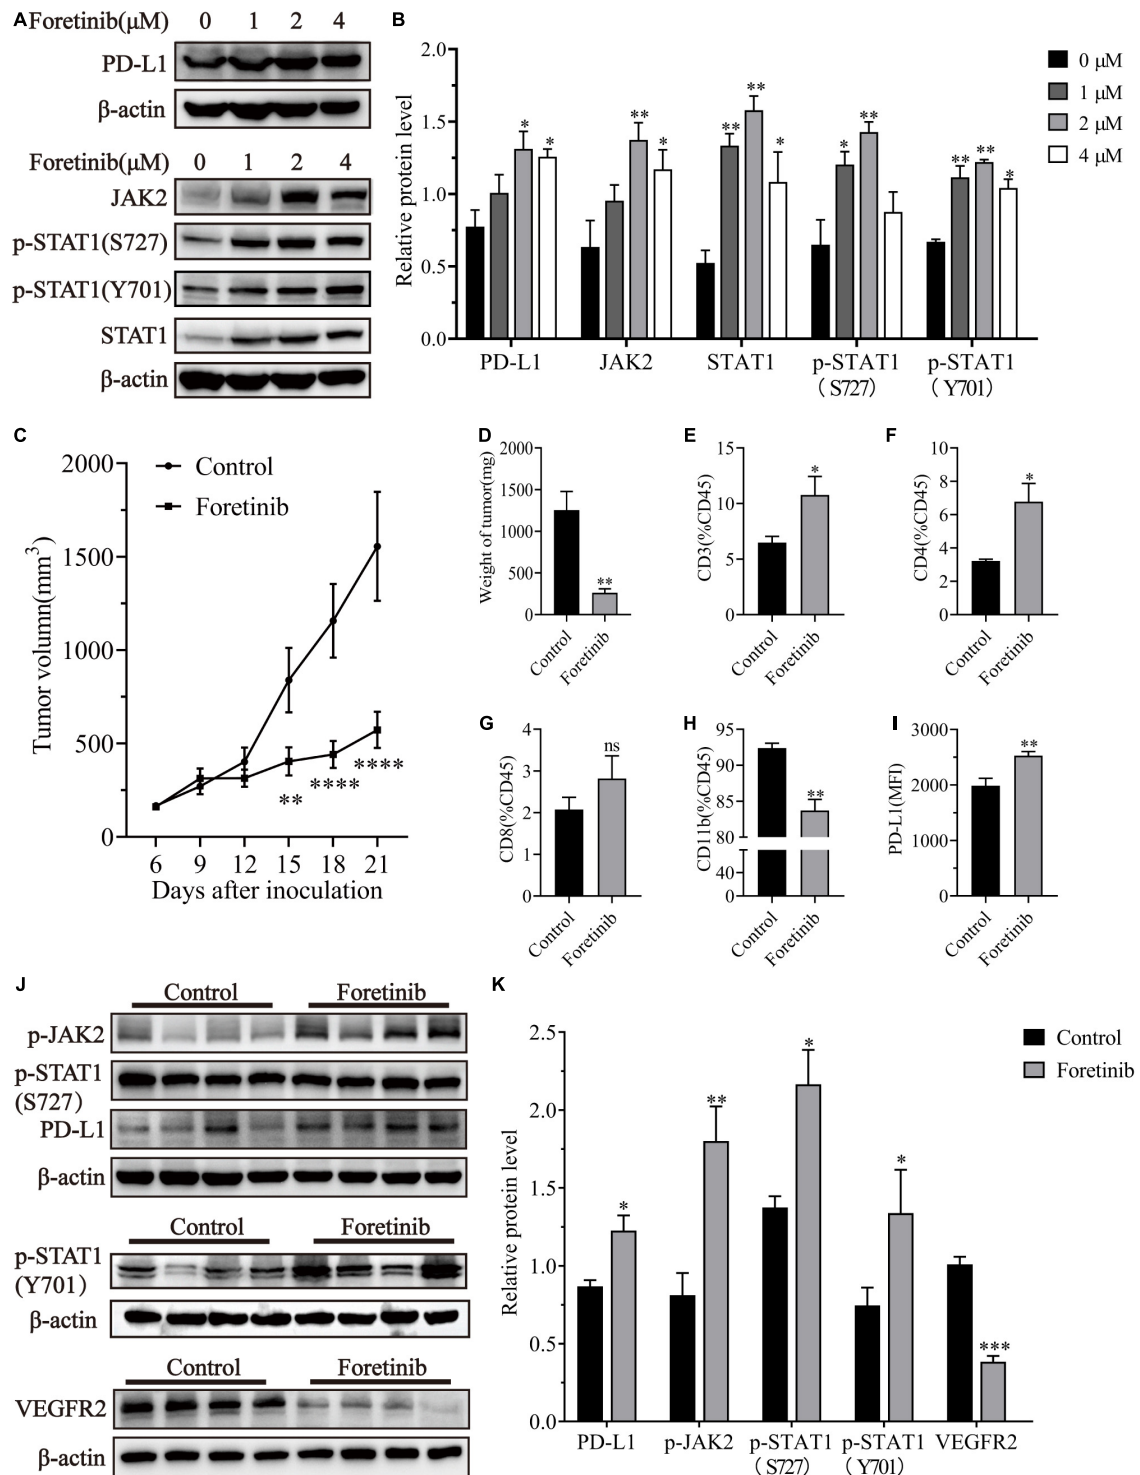 A Foretinib(μM) 0 1 2 4
PD-L1
β-actin
Foretinib(μM) 0 1 2 4
JAK2
p-STAT1(S727)
p-STAT1(Y701)
STAT1
β-actin
B
Relative protein level
2.0
1.5
1.0
0.5
0.0
** ** ** * * * ** * * * ** ** *
PD-L1 JAK2 STAT1 p-STAT1 p-STAT1
( S727) ( Y701)
0 μM
1 μM
2 μM
4 μM
C
Tumor volumn(mm3)
2000
1500
1000
500
0
Control
Foretinib
** **** ****
6 9 12 15 18 21
Days after inoculation
D
Weight of tumor(mg)
2000
1500
1000
500
0
**
Control Foretinib
E
CD3(%CD45)
15
10
5
0
*
Control Foretinib
F
CD4(%CD45)
10
8
6
4
2
0
*
Control Foretinib
G
CD8(%CD45)
4
3
2
1
0
ns
Control Foretinib
H
CD11b(%CD45)
95
90
85
80
40
0
**
Control Foretinib
I
PD-L1(MFI)
3000
2000
1000
0
**
Control Foretinib
J
Control Foretinib
p-JAK2
p-STAT1
(S727)
PD-L1
β-actin
Control Foretinib
p-STAT1
(Y701)
β-actin
Control Foretinib
VEGFR2
β-actin
K
Relative protein level
2.5
2.0
1.5
1.0
0.5
0.0
* ** * * ***
PD-L1 p-JAK2 p-STAT1 p-STAT1 VEGFR2
( S727) ( Y701)
Control
Foretinib